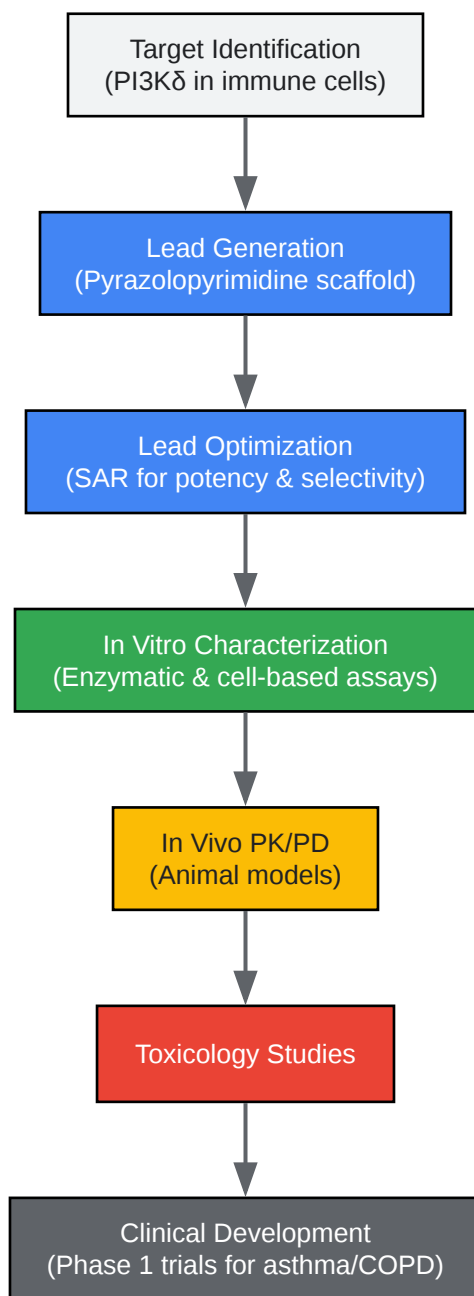 Target Identification
(PI3Kδ in immune cells)
Lead Generation
(Pyrazolopyrimidine scaffold)
Lead Optimization
(SAR for potency & selectivity)
In Vitro Characterization
(Enzymatic & cell-based assays)
In Vivo PK/PD
(Animal models)
Toxicology Studies
Clinical Development
(Phase 1 trials for asthma/COPD)